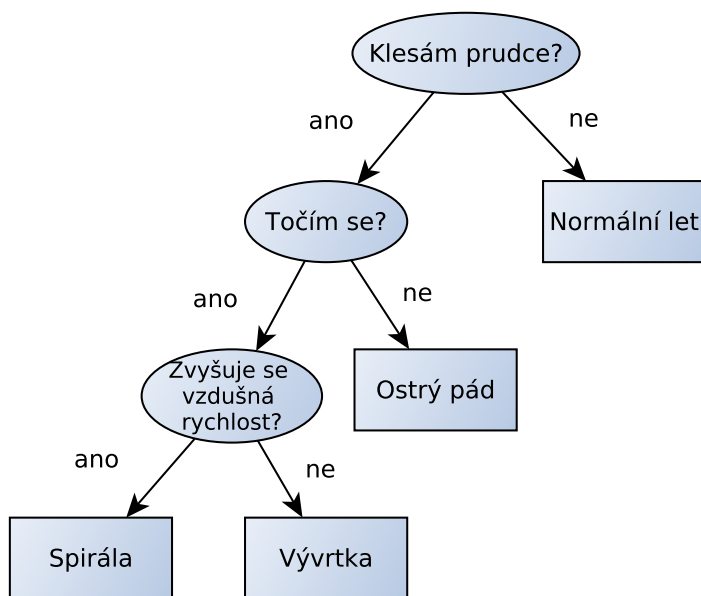 Klesám prudce?
ano
ne
Točím se?
Normální let
ano
ne
Zvyšuje se
vzdušná
rychlost?
Ostrý pád
ano
ne
Spirála
Vývrtka